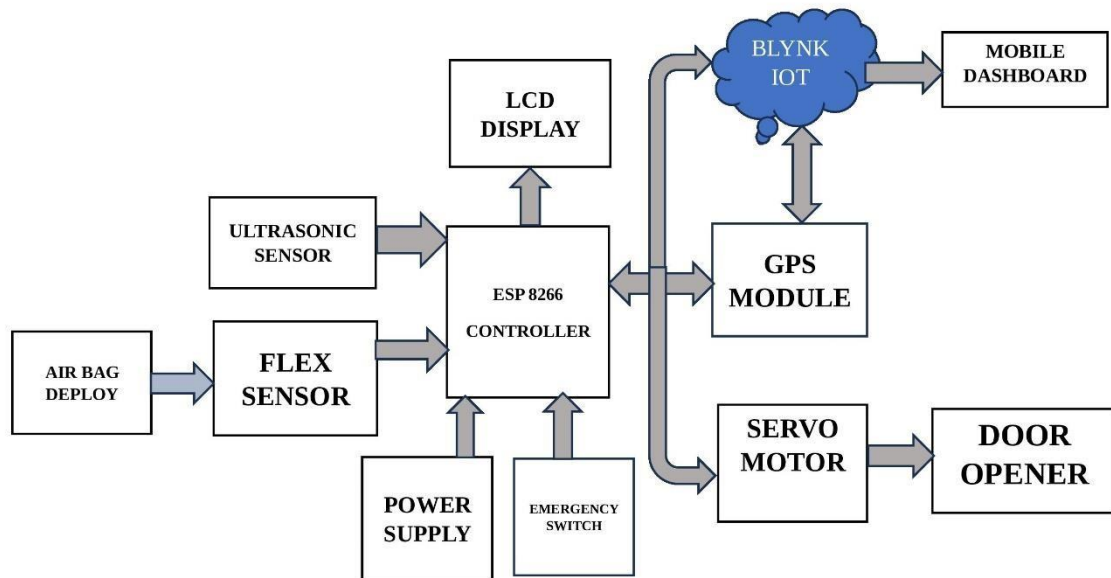 BLYNK
IOT
MOBILE
DASHBOARD
LCD
DISPLAY
ULTRASONIC
SENSOR
ESP 8266
CONTROLLER
GPS
MODULE
AIR BAG
DEPLOY
FLEX
SENSOR
SERVO
MOTOR
DOOR
OPENER
POWER
SUPPLY
EMERGENCY
SWITCH